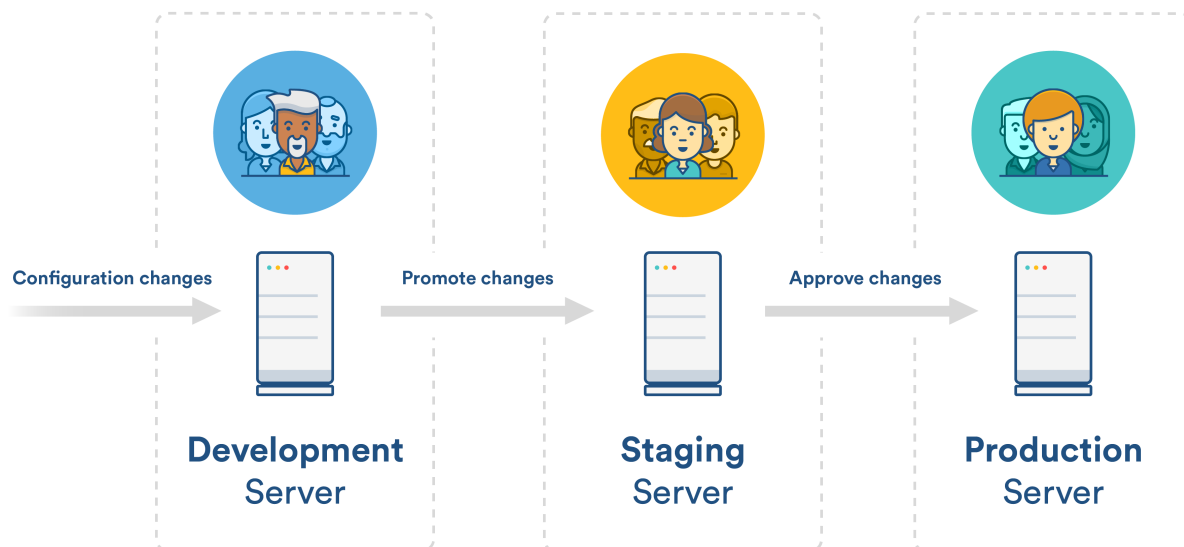 Configuration changes
Promote changes
Approve changes
Development
Server
Staging
Server
Production
Server